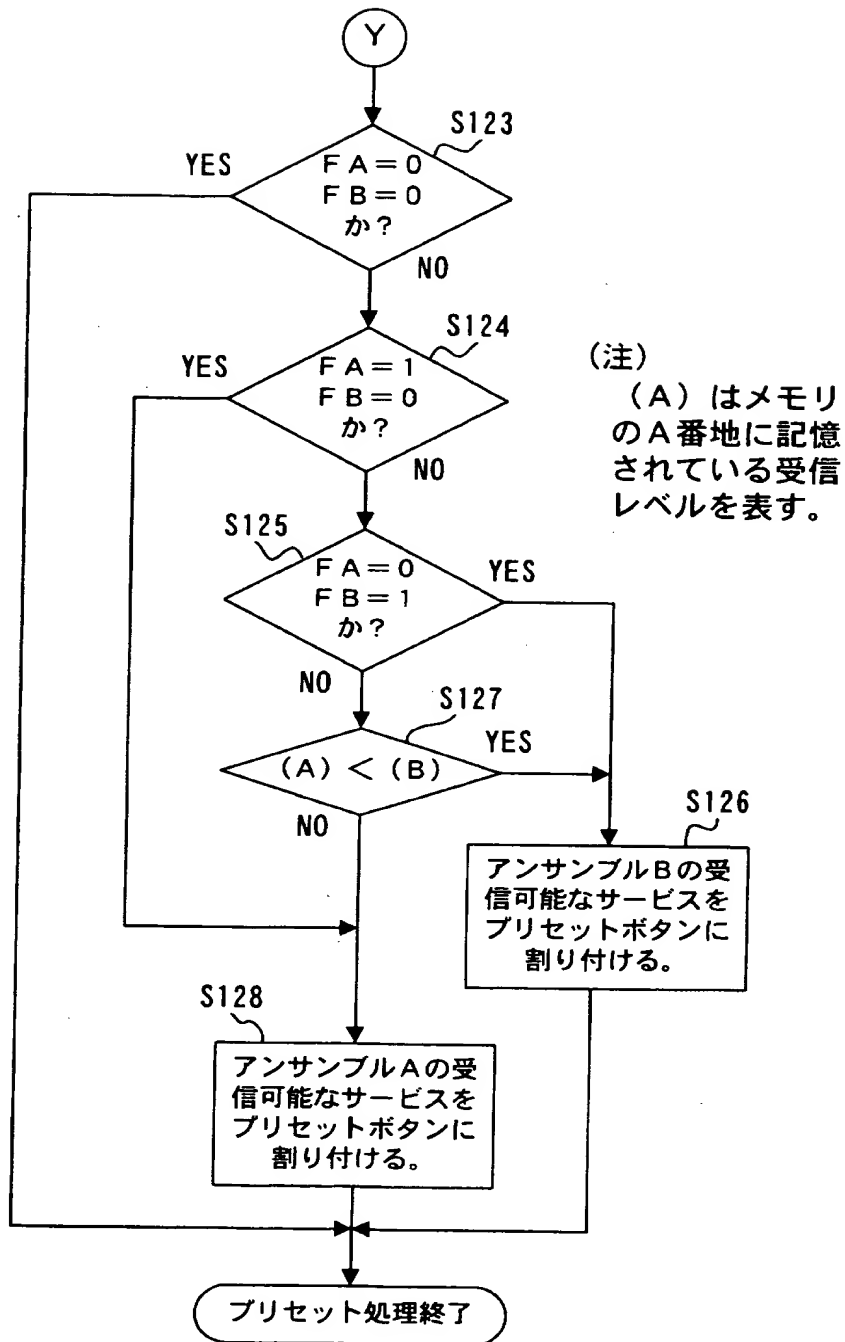 Y
S123
YES
FA=0
FB=0
か?
NO
S124
YES
FA=1
FB=0
か?
NO
(注)
(A)はメモリ
のA番地に記憶
されている受信
レベルを表す。
S125
FA=0
FB=1
か?
YES
NO
S127
(A)<(B)
YES
NO
S126
アンサンブルBの受
信可能なサービスを
プリセットボタンに
割り付ける。
S128
アンサンブルAの受
信可能なサービスを
プリセットボタンに
割り付ける。
プリセット処理終了